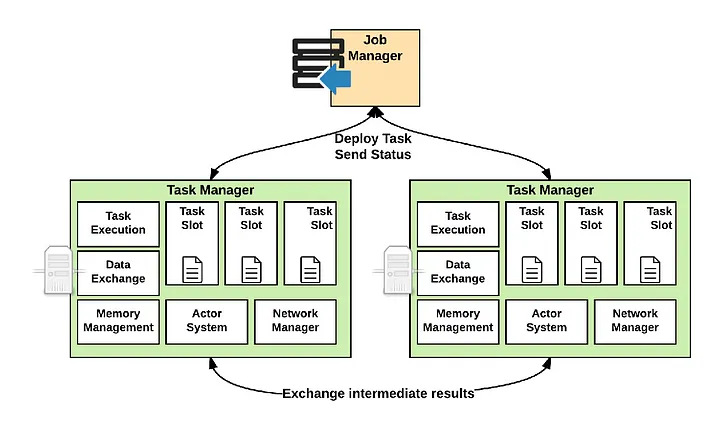 Job
Manager
Deploy Task
Send Status
Task Manager
Task
Execution
Task
Slot
Task
Slot
Task
Slot
Data
Exchange
Memory
Management
Actor
System
Network
Manager
Task Manager
Task
Execution
Task
Slot
Task
Slot
Task
Slot
Data
Exchange
Memory
Management
Actor
System
Network
Manager
Exchange intermediate results